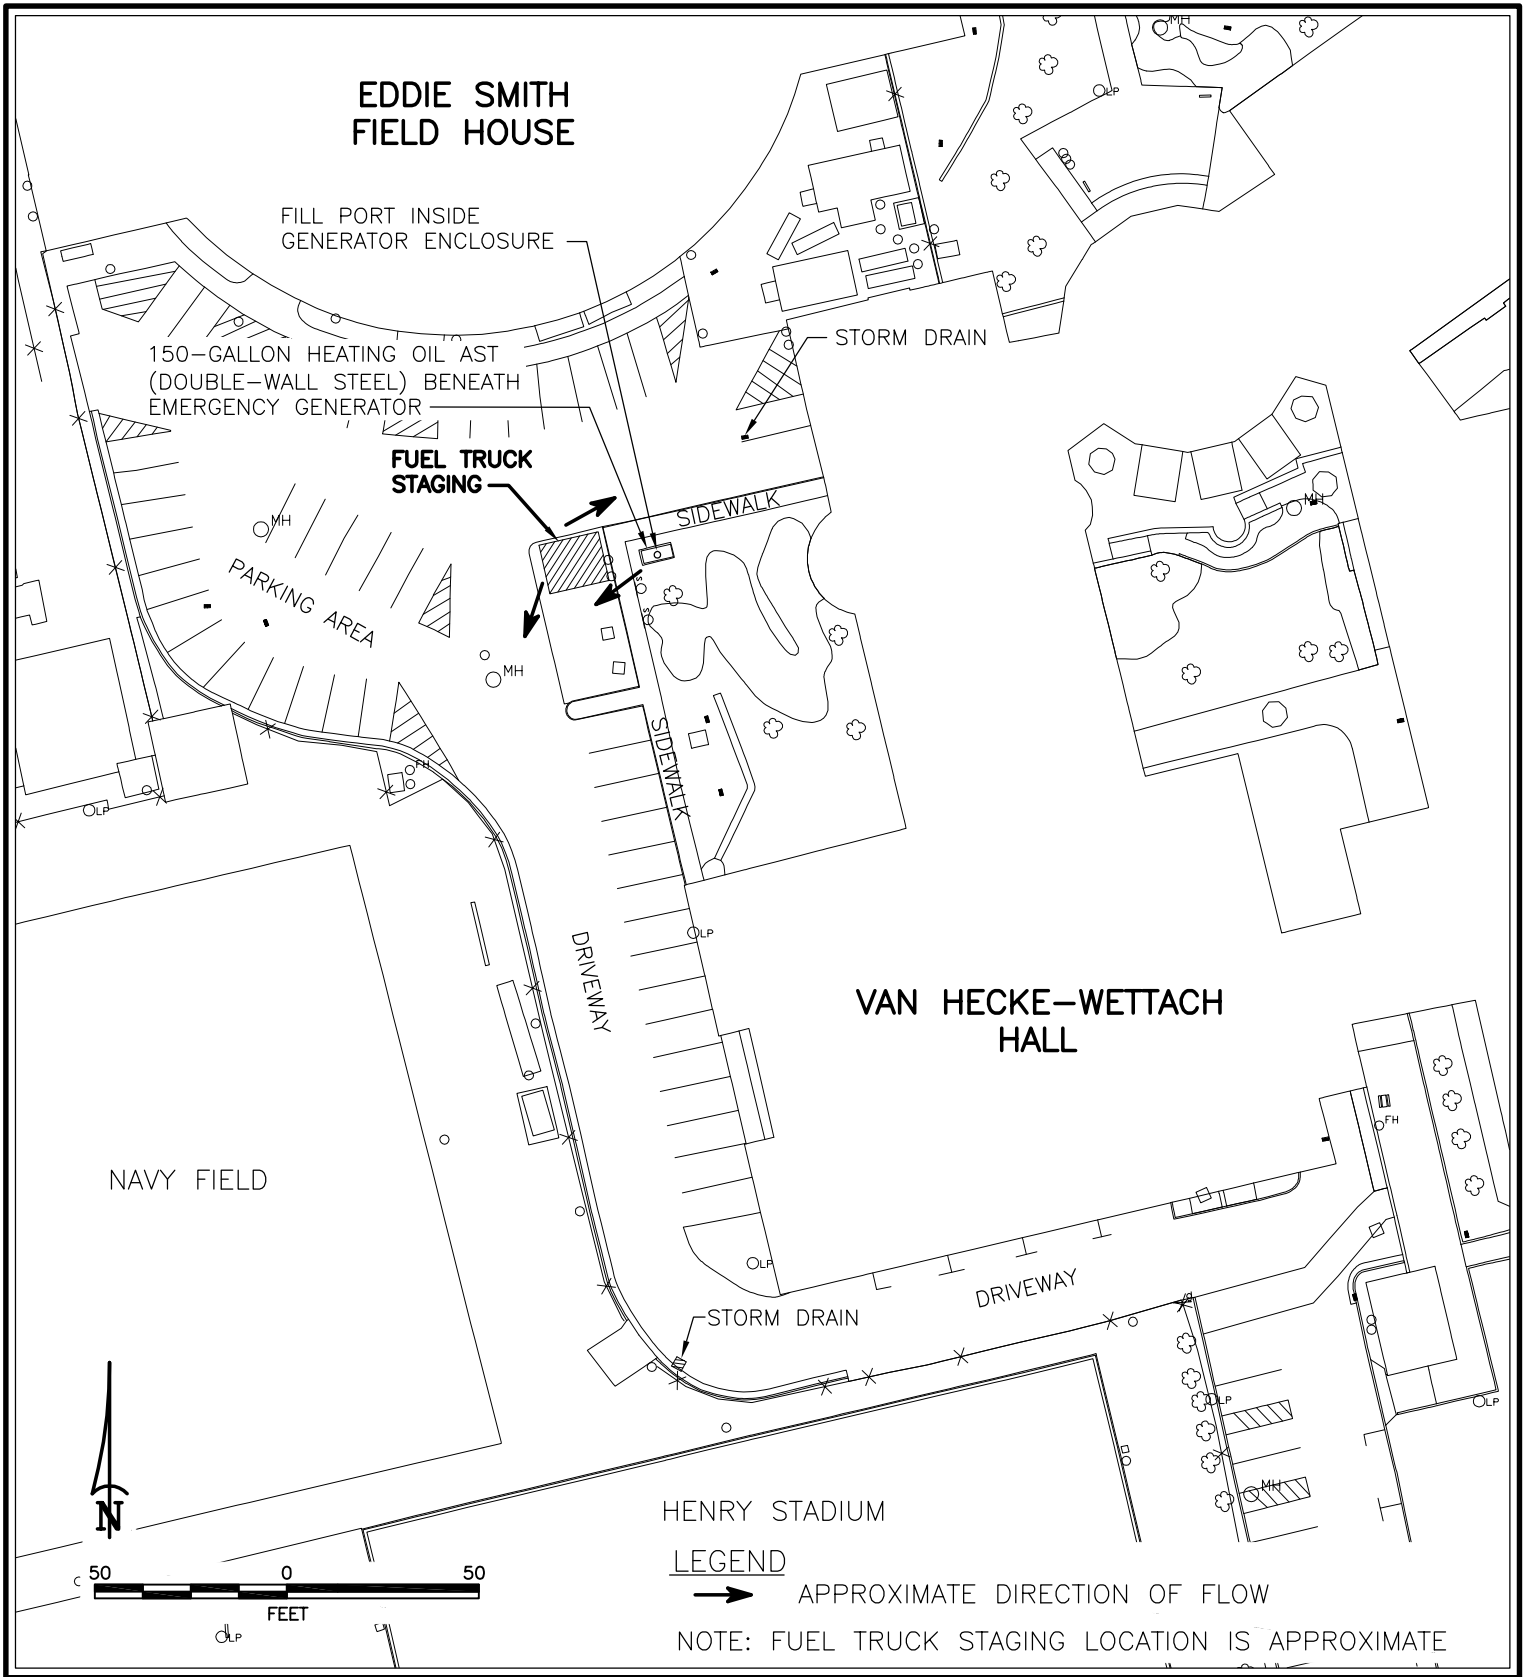 MH
LP
EDDIE SMITH
FIELD HOUSE
FILL PORT INSIDE
GENERATOR ENCLOSURE
STORM DRAIN
150-GALLON HEATING OIL AST
(DOUBLE-WALL STEEL) BENEATH
EMERGENCY GENERATOR
FUEL TRUCK
STAGING
SIDEWALK
MH
MH
PARKING AREA
S
S
MH
SIDEWALK
FH
LP
LP
DRIVEWAY
VAN HECKE-WETTACH
HALL
FH
NAVY FIELD
LP
DRIVEWAY
STORM DRAIN
LP
LP
MH
N
HENRY STADIUM
LEGEND
APPROXIMATE DIRECTION OF FLOW
50 0 50
FEET
LP
NOTE: FUEL TRUCK STAGING LOCATION IS APPROXIMATE